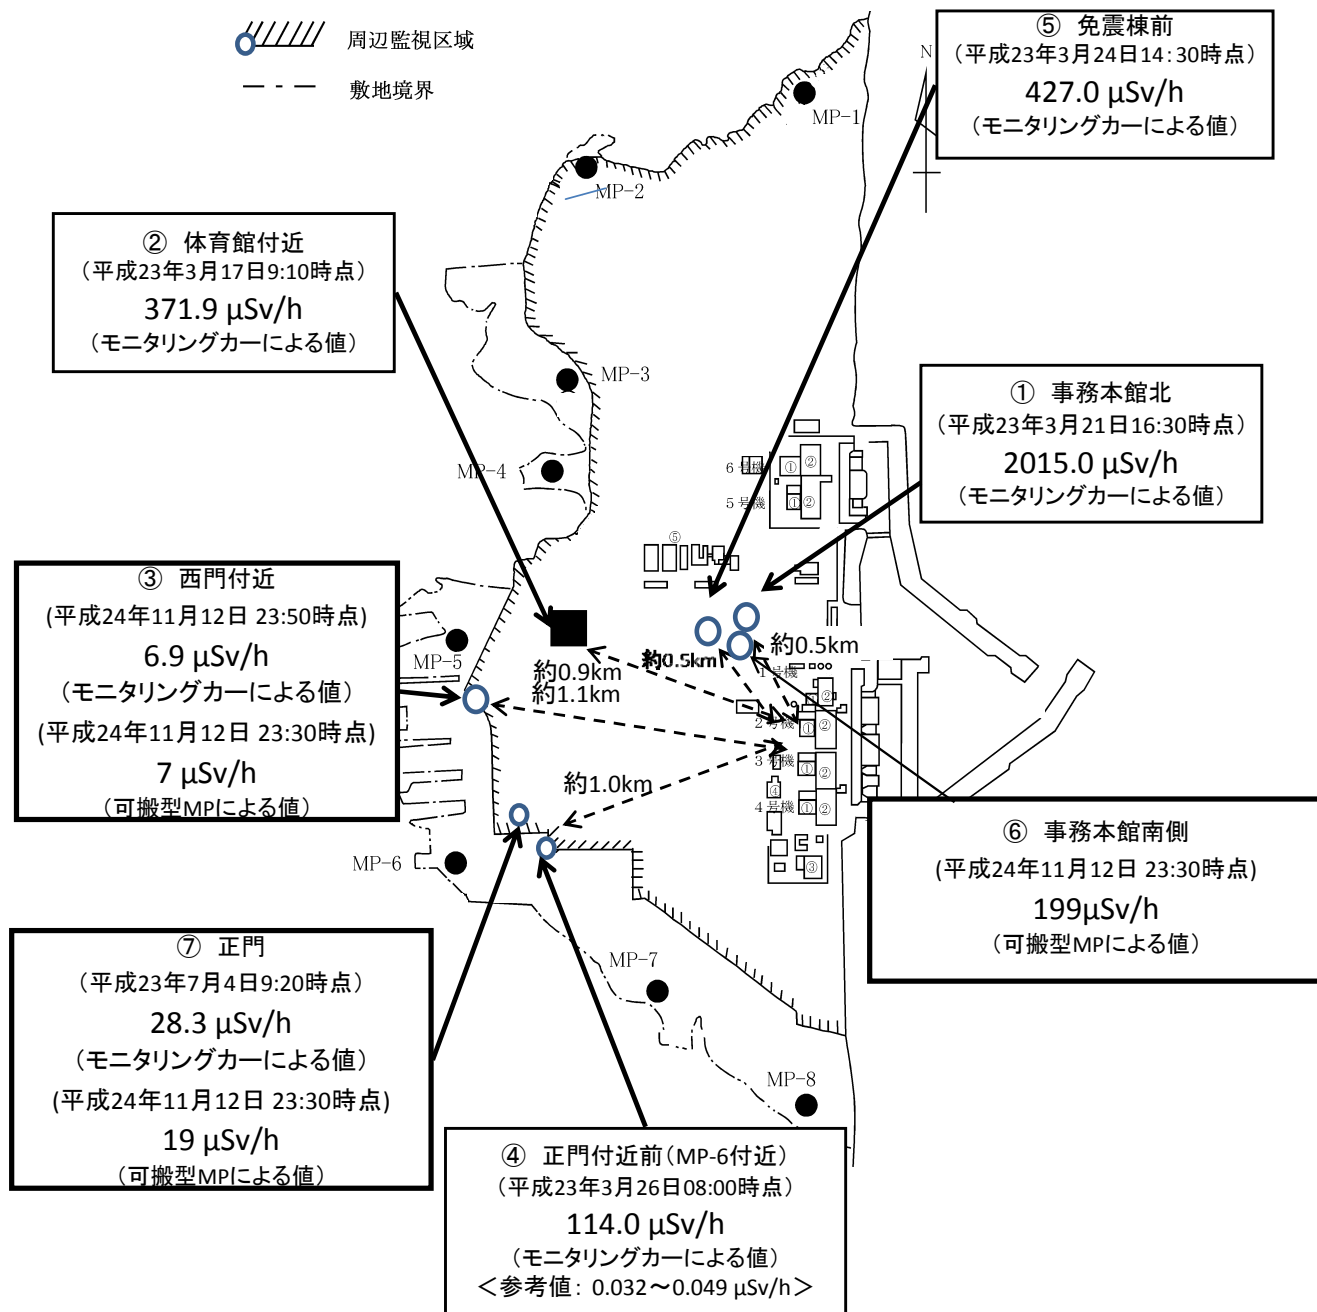 周辺監視区域
敷地境界
⑤ 免震棟前
（平成23年3月24日14:30時点）
427.0 μSv/h
（モニタリングカーによる値）
N
MP-1
MP-2
② 体育館付近
（平成23年3月17日9:10時点）
371.9 μSv/h
（モニタリングカーによる値）
MP-3
① 事務本館北
（平成23年3月21日16:30時点）
2015.0 μSv/h
（モニタリングカーによる値）
MP-4
6号機
① ②
5号機
① ②
⑤
③ 西門付近
(平成24年11月12日 23:50時点)
6.9 μSv/h
（モニタリングカーによる値）
(平成24年11月12日 23:30時点)
7 μSv/h
（可搬型MPによる値）
MP-5
約0.9km
約1.1km
約0.5km
約0.5km
1号機
②
2号機
① ②
3号機
① ②
④
4号機
① ②
③
約1.0km
MP-6
⑥ 事務本館南側
(平成24年11月12日 23:30時点)
199μSv/h
（可搬型MPによる値）
⑦ 正門
（平成23年7月4日9:20時点）
28.3 μSv/h
（モニタリングカーによる値）
(平成24年11月12日 23:30時点)
19 μSv/h
（可搬型MPによる値）
MP-7
MP-8
④ 正門付近前（MP-6付近）
（平成23年3月26日08:00時点）
114.0 μSv/h
（モニタリングカーによる値）
＜参考値： 0.032～0.049 μSv/h＞